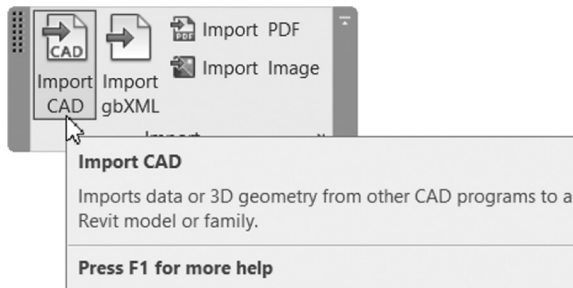 CAD
PDF
Import PDF
Import Image
Import
CAD
Import
gbXML
Import
Import CAD
Imports data or 3D geometry from other CAD programs to a
Revit model or family.
Press F1 for more help